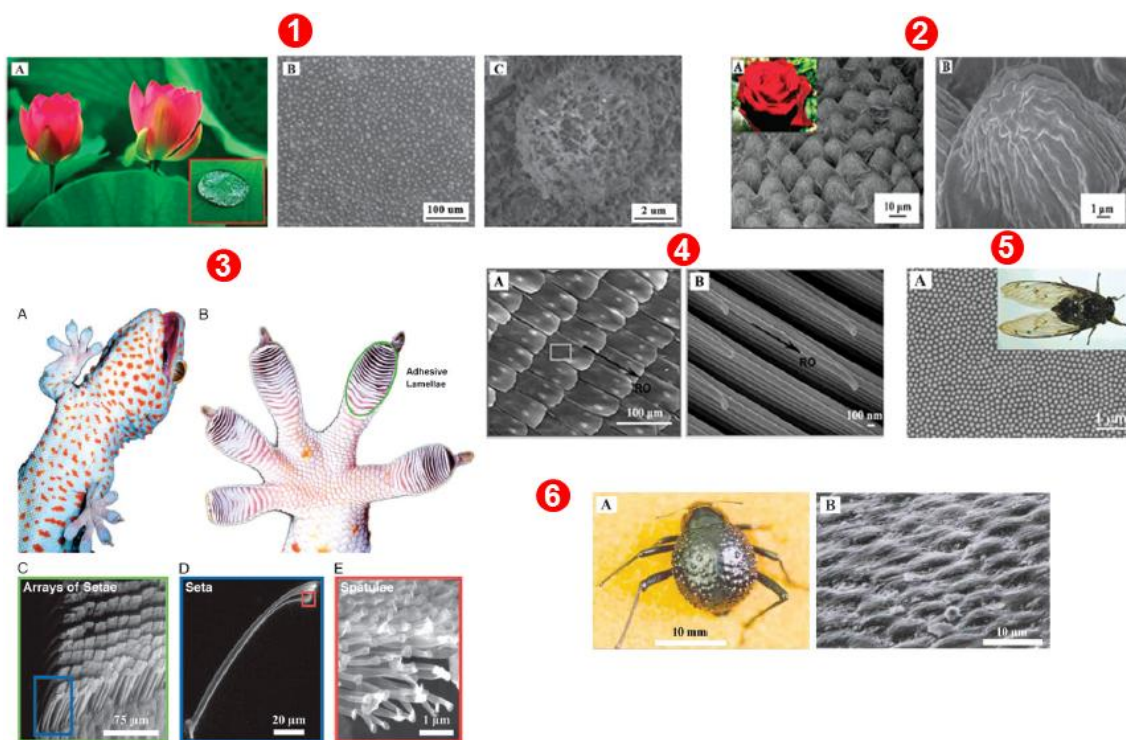 1
A
B
100 um
C
2 um
2
A
10 μm
B
1 μm
3
A
B
Adhesive
Lamellae
C
Arrays of Setae
75 μm
D
Seta
20 μm
E
Spatulae
1 μm
4
A
RO
100 μm
B
RO
100 nm
5
A
1 μm
6
A
10 mm
B
10 μm